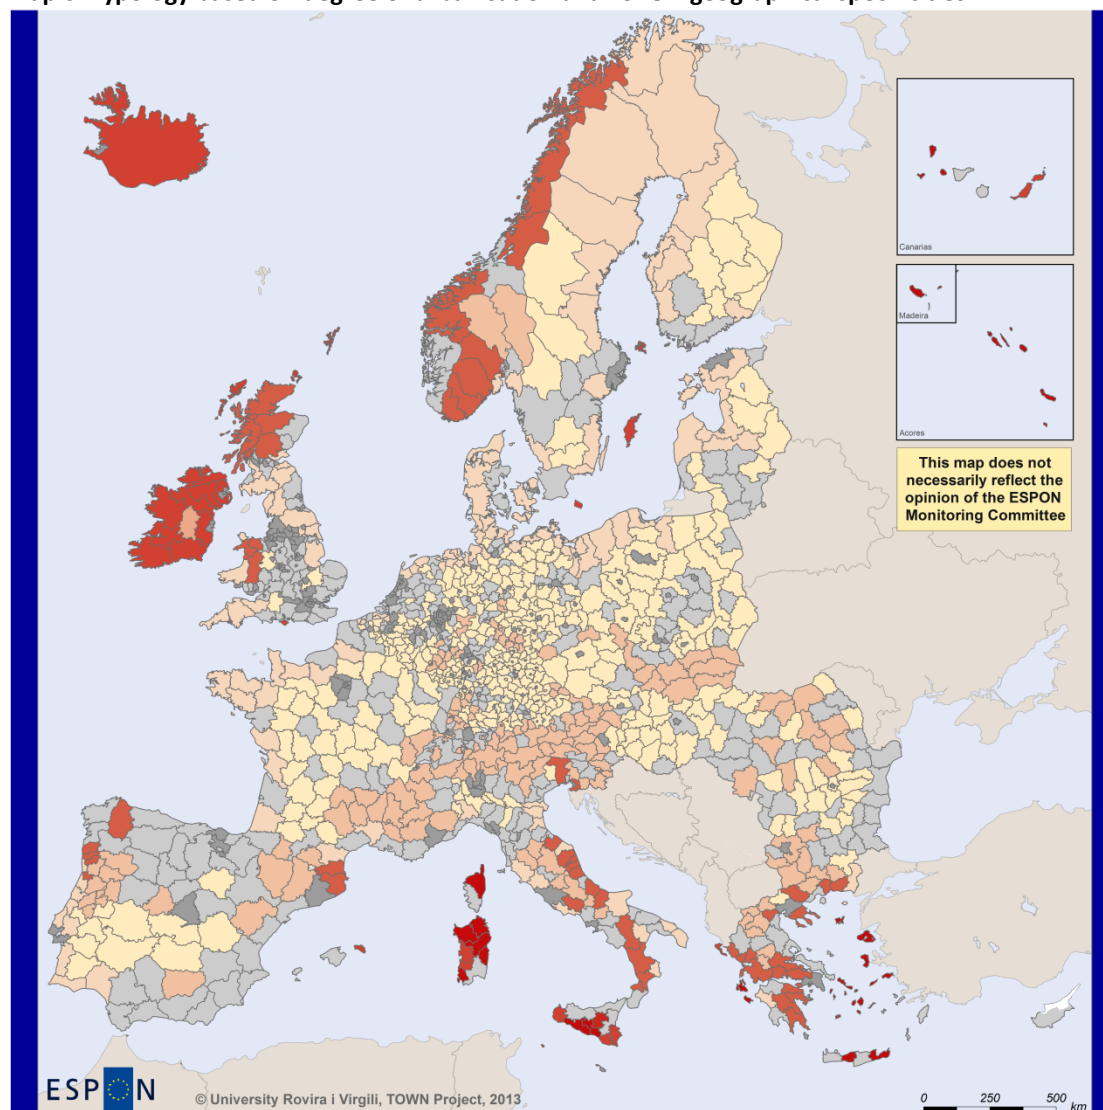 Canarias
Madeira
Acores
This map does not
necessarily reflect the
opinion of the ESPON
Monitoring Committee
ESPON
© University Rovira i Virgili, TOWN Project, 2013
0 250 500
km